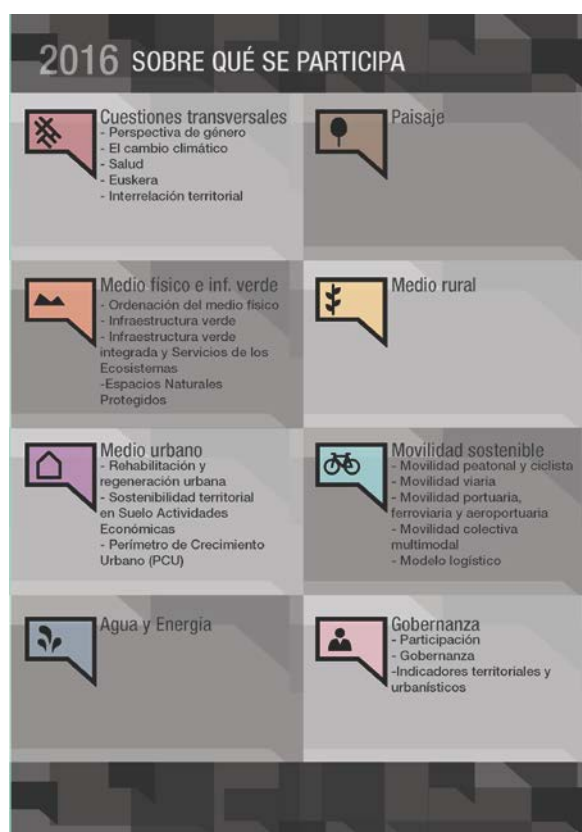 2016 SOBRE QUÉ SE PARTICIPA
Cuestiones transversales
- Perspectiva de género
- El cambio climático
- Salud
- Euskera
- Interrelación territorial
Paisaje
Medio físico e inf. verde
- Ordenación del medio físico
- Infraestructura verde
- Infraestructura verde
integrada y Servicios de los
Ecosistemas
-Espacios Naturales
Protegidos
Medio rural
Medio urbano
- Rehabilitación y
regeneración urbana
- Sostenibilidad territorial
en Suelo Actividades
Económicas
- Perímetro de Crecimiento
Urbano (PCU)
Movilidad sostenible
- Movilidad peatonal y ciclista
- Movilidad viaria
- Movilidad portuaria,
ferroviaria y aeroportuaria
- Movilidad colectiva
multimodal
- Modelo logístico
Agua y Energía
Gobernanza
- Participación
- Gobernanza
-Indicadores territoriales y
urbanísticos